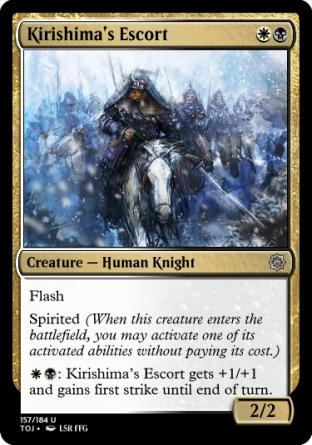 Kirishima's Escort
Creature — Human Knight
Flash
Spirited (When this creature enters the
battlefield, you may activate one of its
activated abilities without paying its cost.)
: Kirishima's Escort gets +1/+1
and gains first strike until end of turn.
2/2
157/184 U
TOJ • LSR FFG